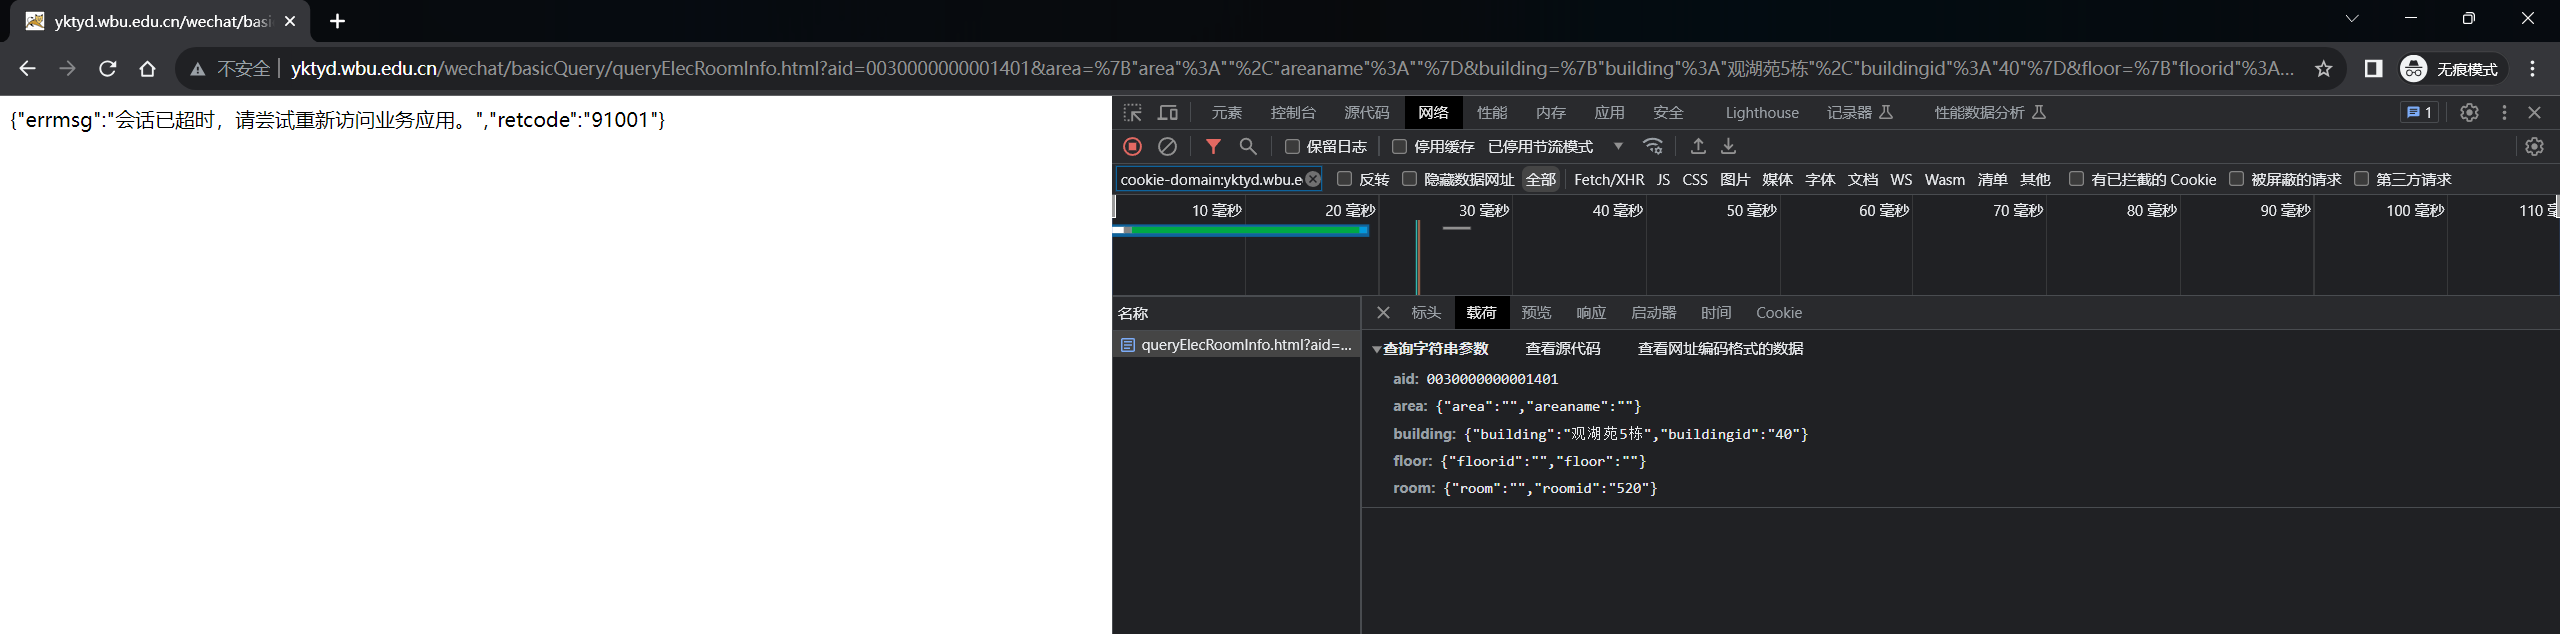 yktyd.wbu.edu.cn/wechat/basi
不安全 yktyd.wbu.edu.cn/wechat/basicQuery/queryElecRoomInfo.html?aid=0030000000001401&area=%7B"area"%3A""%2C"areaname"%3A""%7D&building=%7B"building"%3A"观湖苑5栋"%2C"buildingid"%3A"40"%7D&floor=%7B"floorid"%3A... 无痕模式
{"errmsg":"会话已超时，请尝试重新访问业务应用。","retcode":"91001"}
元素 控制台 源代码 网络 性能 内存 应用 安全 Lighthouse 记录器 性能数据分析 1
保留日志 停用缓存 已停用节流模式
cookie-domain:yktyd.wbu.e 反转 隐藏数据网址 全部 Fetch/XHR JS CSS 图片 媒体 字体 文档 WS Wasm 清单 其他 有已拦截的 Cookie 被屏蔽的请求 第三方请求
10 毫秒 20 毫秒 30 毫秒 40 毫秒 50 毫秒 60 毫秒 70 毫秒 80 毫秒 90 毫秒 100 毫秒 110 毫
名称
queryElecRoomInfo.html?aid=...
标头 载荷 预览 响应 启动器 时间 Cookie
查询字符串参数 查看源代码 查看网址编码格式的数据
aid: 0030000000001401
area: {"area":"","areaname":""}
building: {"building":"观湖苑5栋","buildingid":"40"}
floor: {"floorid":"","floor":""}
room: {"room":"","roomid":"520"}